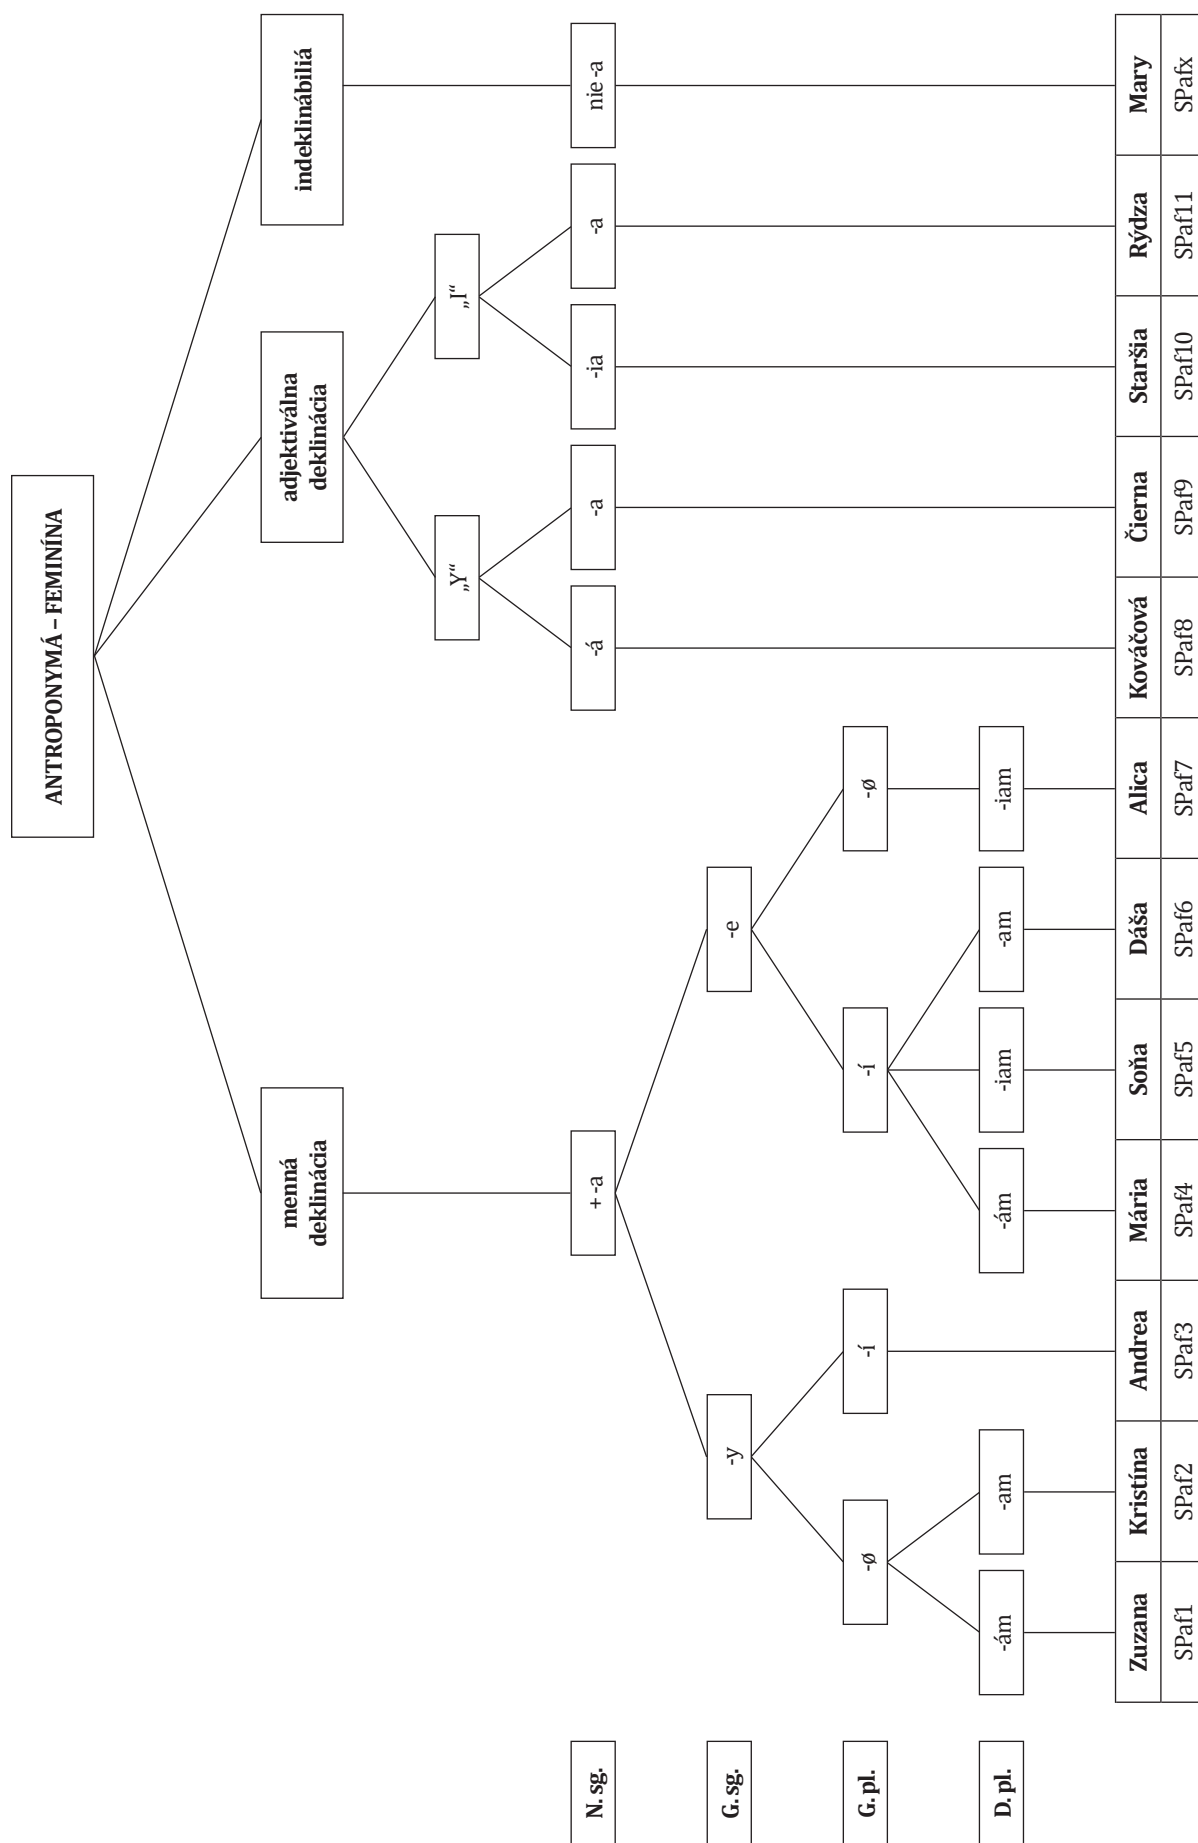 ANTROPONYMÁ – FEMINÍNA
menná
deklinácia
adjektiválna
deklinácia
indeklinábiliá
„Y“
„I“
N. sg.
+ -a
-á
-a
-ia
-a
nie -a
G. sg.
-y
-e
G. pl.
-ø
-í
-í
-ø
D. pl.
-ám
-am
-ám
-iam
-am
-iam
Zuzana
Kristína
Andrea
Mária
Soňa
Dáša
Alica
Kováčová
Čierna
Staršia
Rýdza
Mary
SPaf1
SPaf2
SPaf3
SPaf4
SPaf5
SPaf6
SPaf7
SPaf8
SPaf9
SPaf10
SPaf11
SPafx